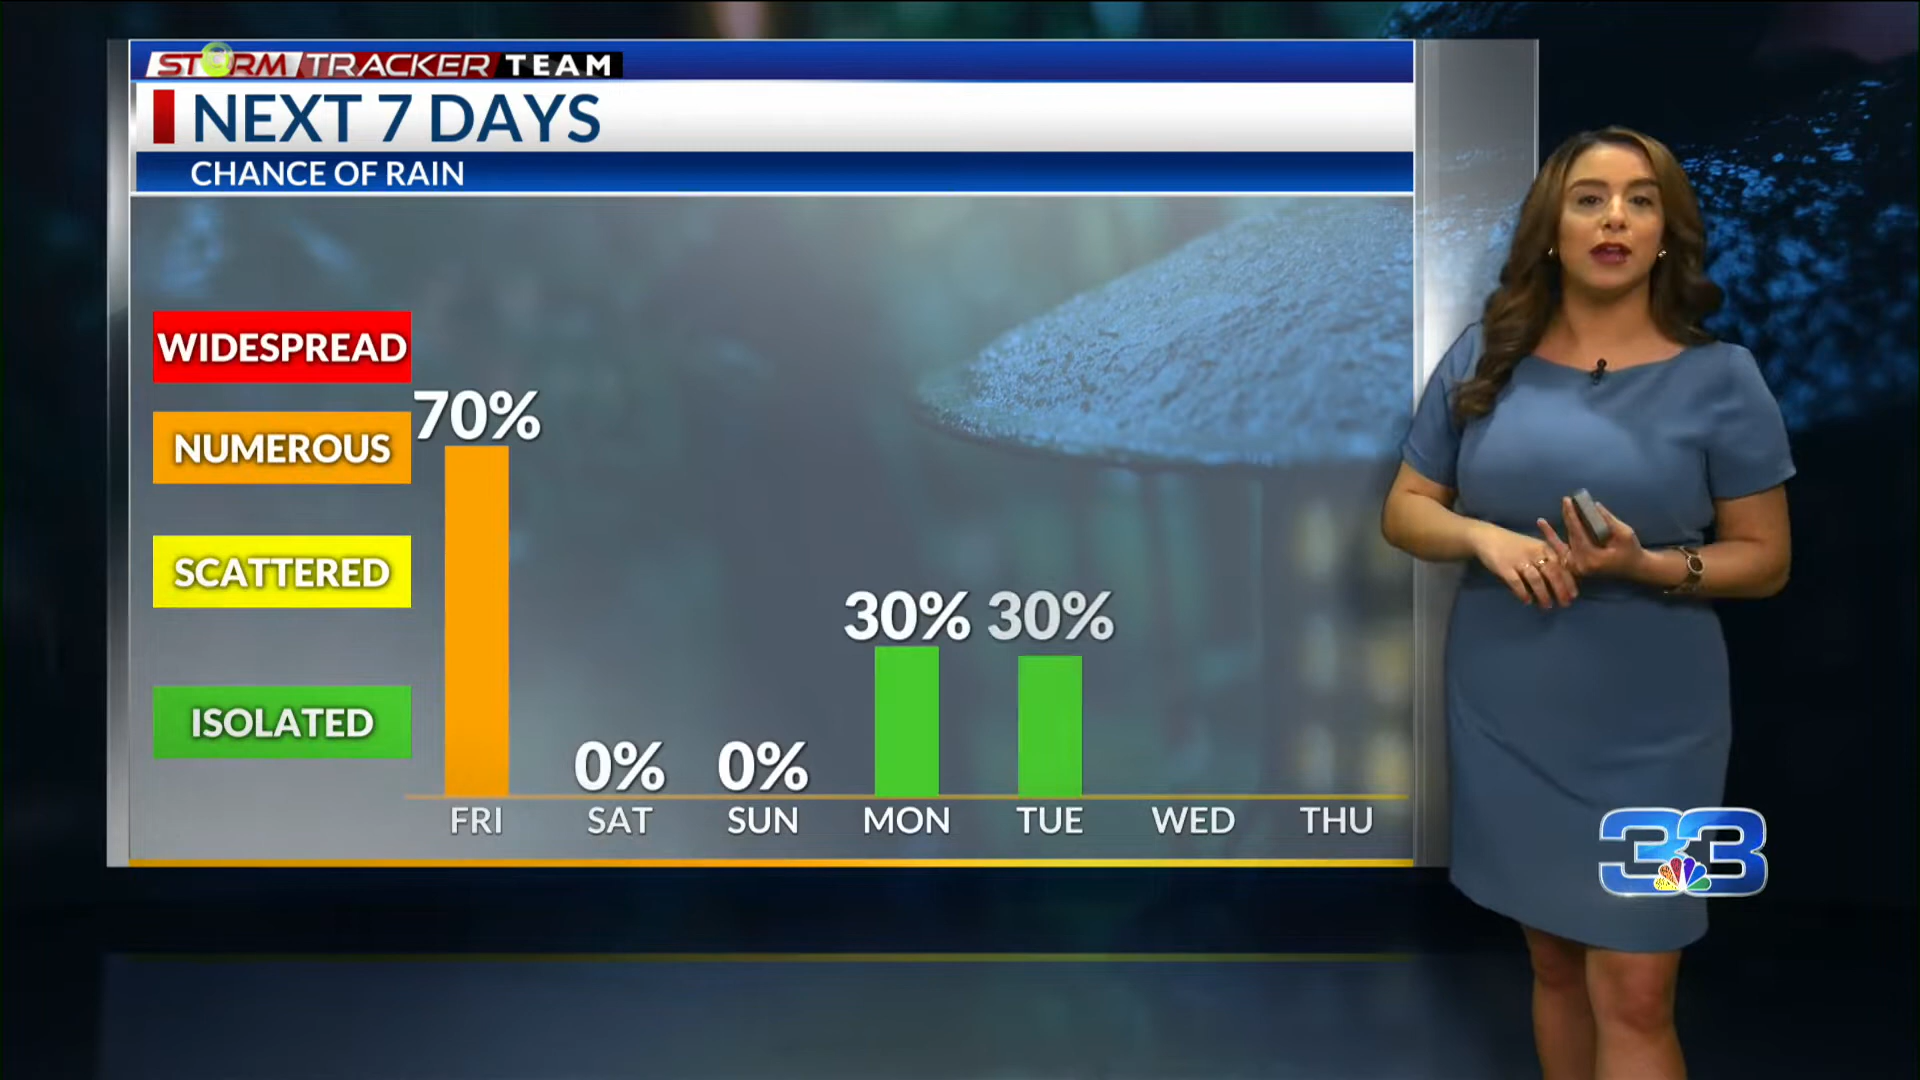 STORM TRACKER TEAM
NEXT 7 DAYS
CHANCE OF RAIN
WIDESPREAD
NUMEROUS
SCATTERED
ISOLATED
70%
0%
0%
30%
30%
FRI SAT SUN MON TUE WED THU
33